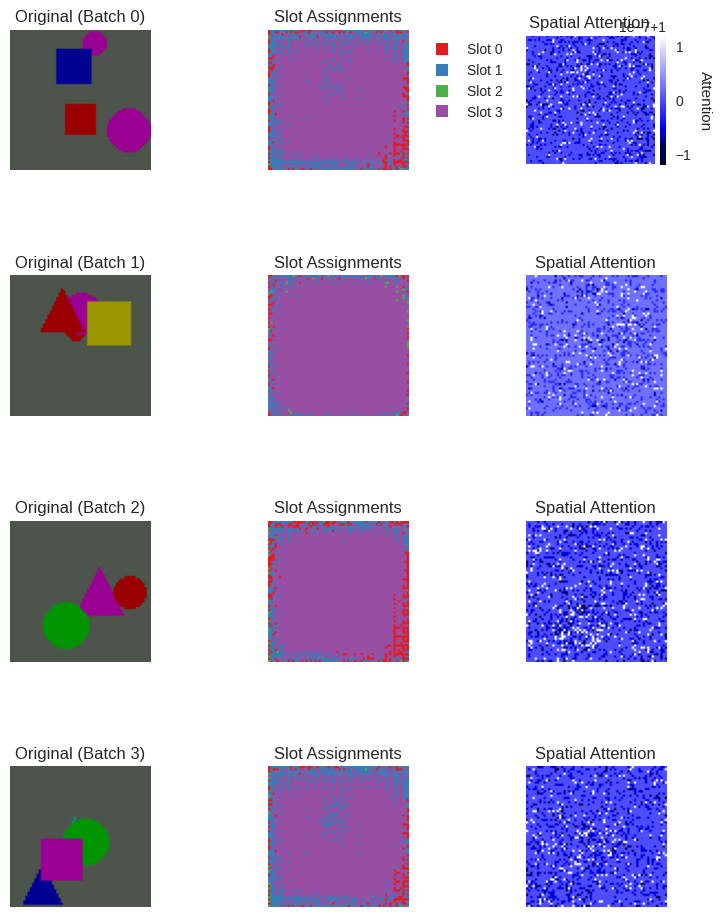 Original (Batch 0)
Slot Assignments
Slot 0
Slot 1
Slot 2
Slot 3
Spatial Attention
1e−7+1
1
0
−1
Attention
Original (Batch 1)
Slot Assignments
Spatial Attention
Original (Batch 2)
Slot Assignments
Spatial Attention
Original (Batch 3)
Slot Assignments
Spatial Attention